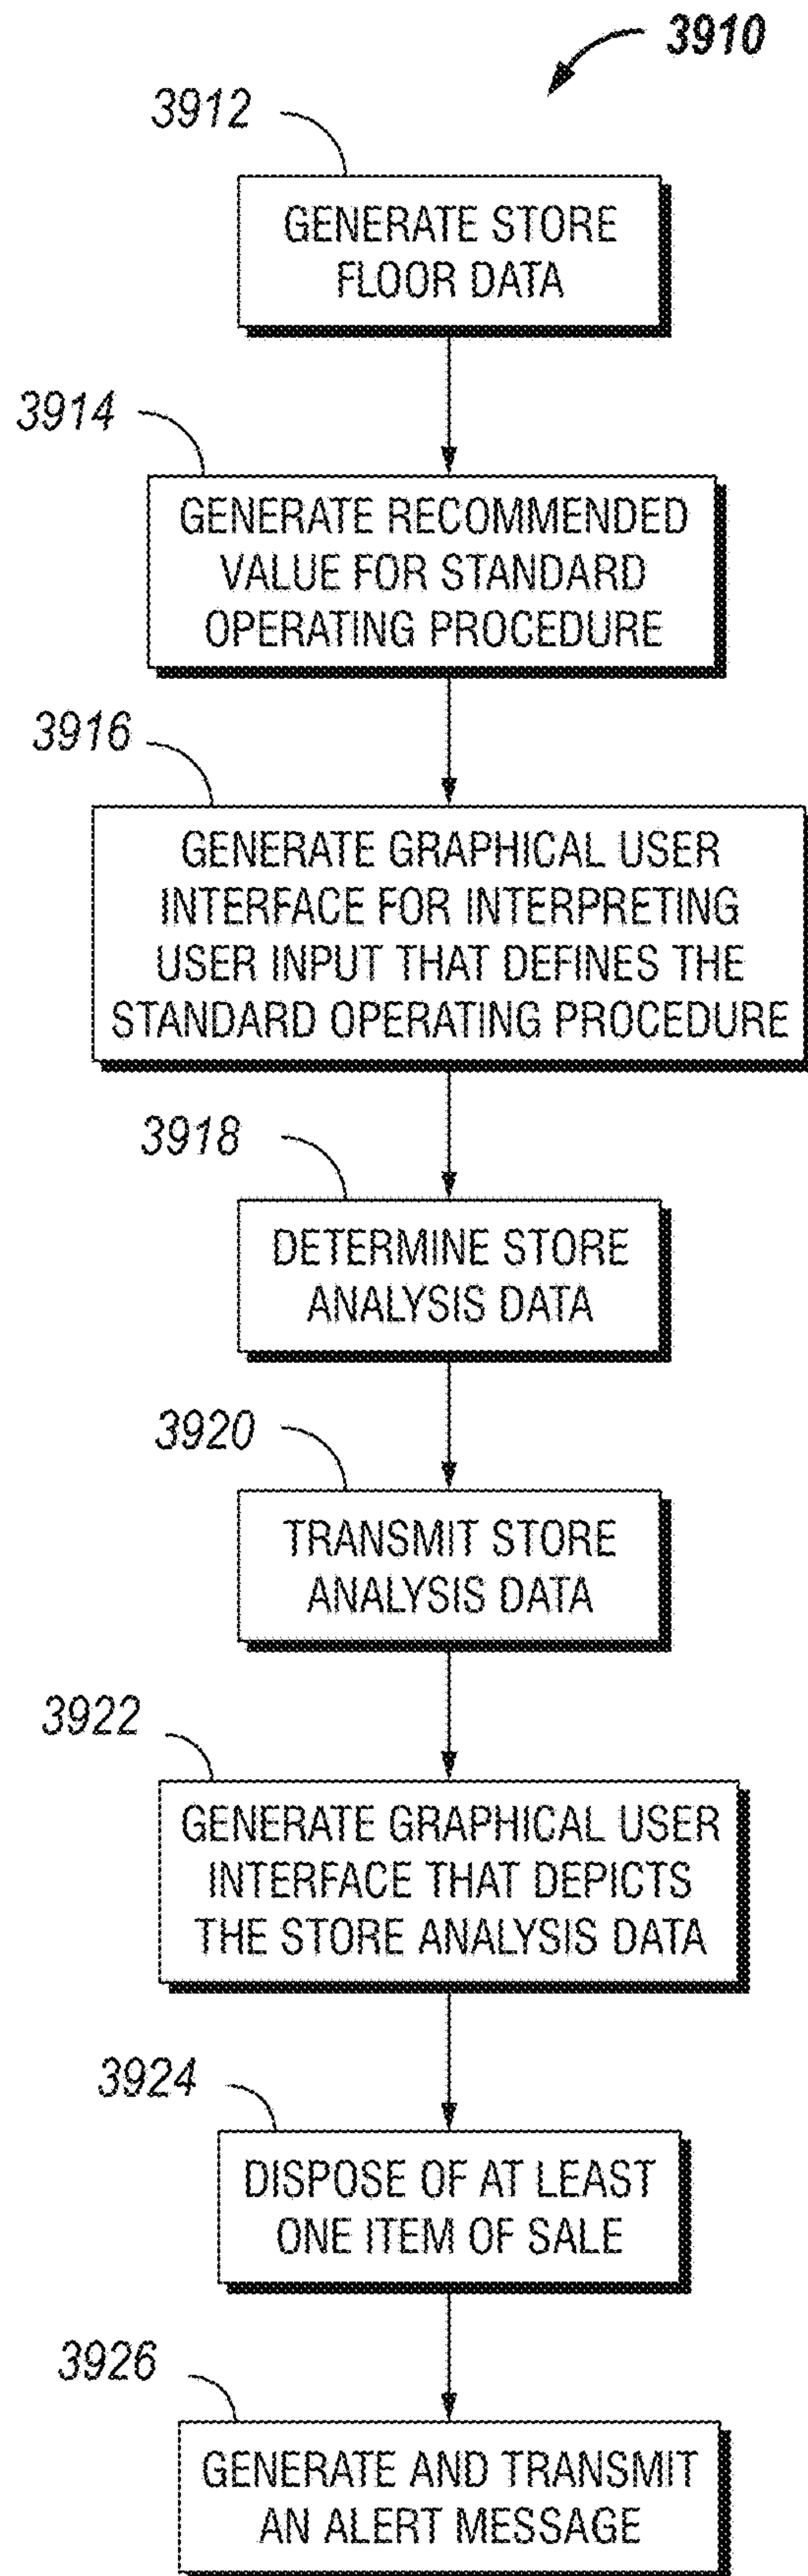 3910
3912
GENERATE STORE
FLOOR DATA
3914
GENERATE RECOMMENDED
VALUE FOR STANDARD
OPERATING PROCEDURE
3916
GENERATE GRAPHICAL USER
INTERFACE FOR INTERPRETING
USER INPUT THAT DEFINES THE
STANDARD OPERATING PROCEDURE
3918
DETERMINE STORE
ANALYSIS DATA
3920
TRANSMIT STORE
ANALYSIS DATA
3922
GENERATE GRAPHICAL USER
INTERFACE THAT DEPICTS
THE STORE ANALYSIS DATA
3924
DISPOSE OF AT LEAST
ONE ITEM OF SALE
3926
GENERATE AND TRANSMIT
AN ALERT MESSAGE